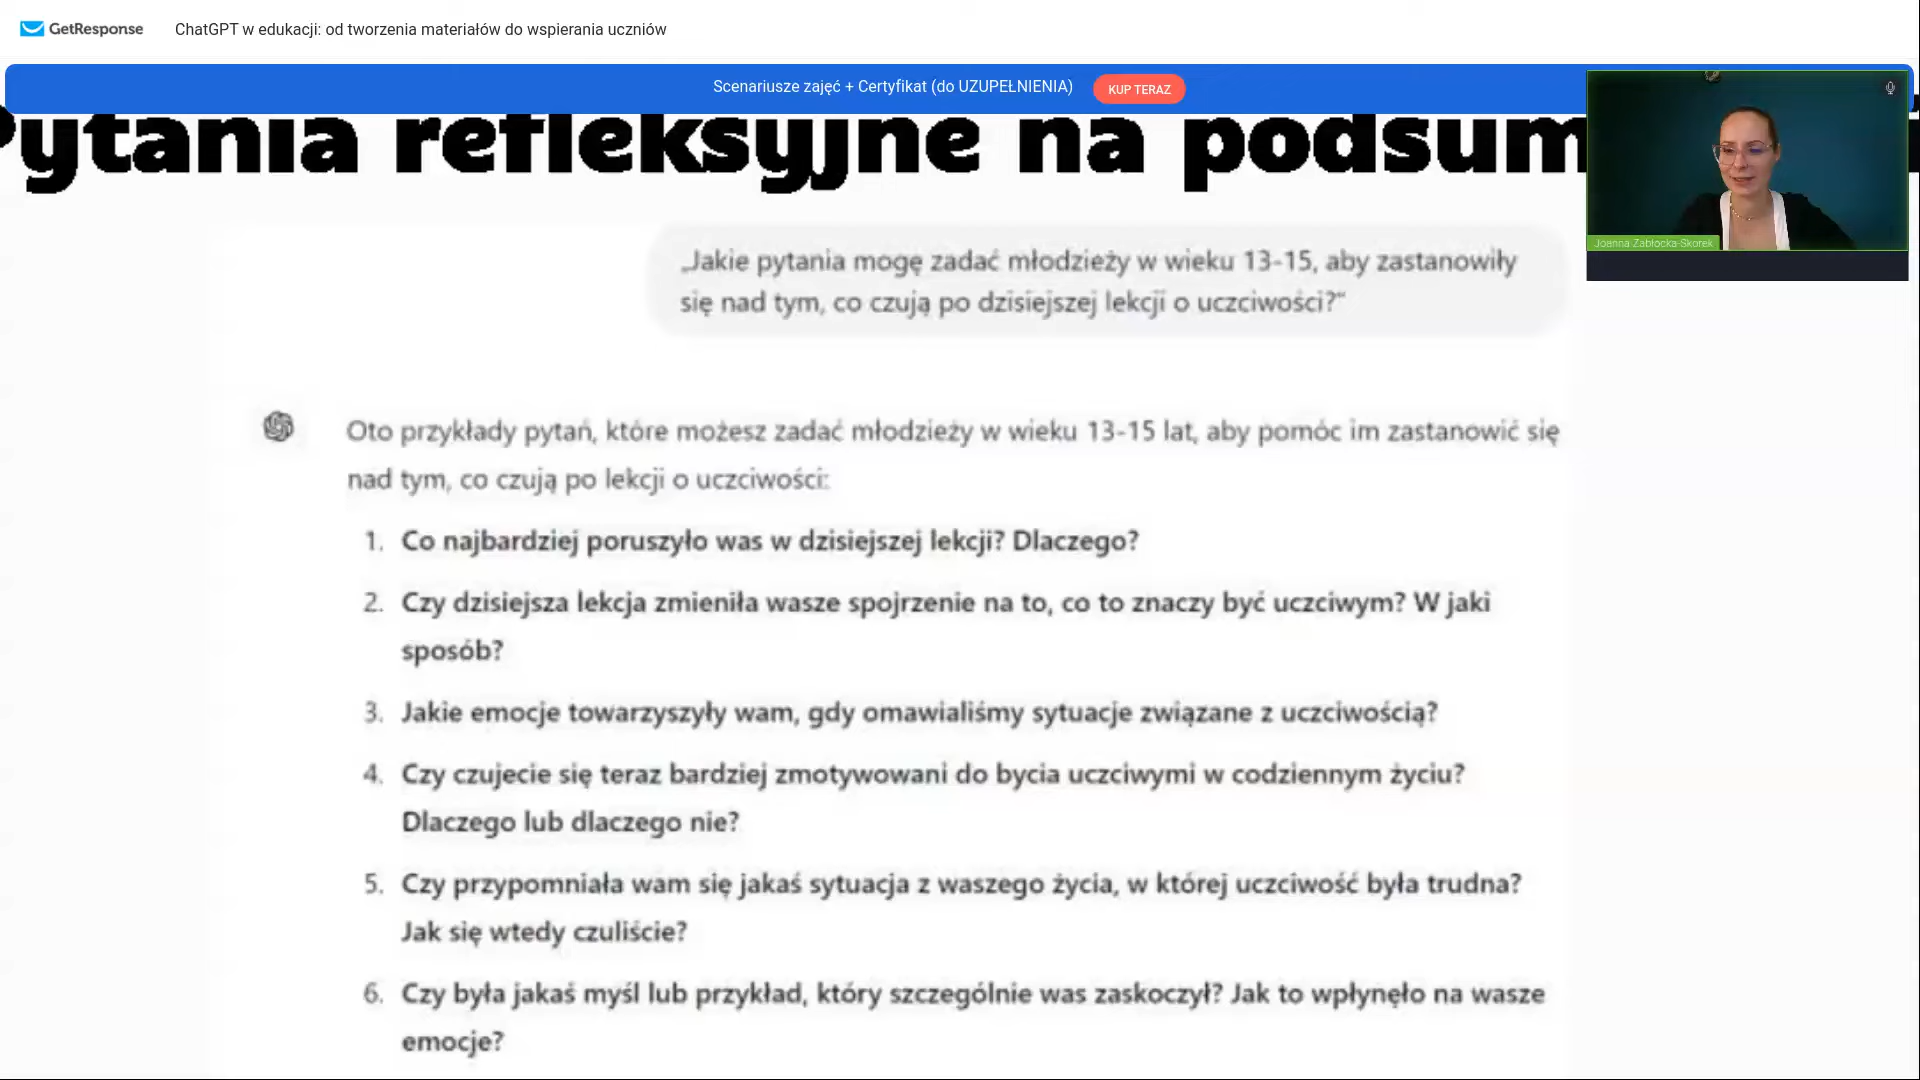 GetResponse
ChatGPT w edukacji: od tworzenia materiałów do wspierania uczniów
Scenariusze zajęć + Certyfikat (do UZUPEŁNIENIA)
KUP TERAZ
Pytania refleksyjne na podsum
Joanna Zabłocka-Skorek
„Jakie pytania mogę zadać młodzieży w wieku 13-15, aby zastanowiły
się nad tym, co czują po dzisiejszej lekcji o uczciwości?”
Oto przykłady pytań, które możesz zadać młodzieży w wieku 13-15 lat, aby pomóc im zastanowić się
nad tym, co czują po lekcji o uczciwości:
1. Co najbardziej poruszyło was w dzisiejszej lekcji? Dlaczego?
2. Czy dzisiejsza lekcja zmieniła wasze spojrzenie na to, co to znaczy być uczciwym? W jaki
sposób?
3. Jakie emocje towarzyszyły wam, gdy omawialiśmy sytuacje związane z uczciwością?
4. Czy czujecie się teraz bardziej zmotywowani do bycia uczciwymi w codziennym życiu?
Dlaczego lub dlaczego nie?
5. Czy przypomniała wam się jakaś sytuacja z waszego życia, w której uczciwość była trudna?
Jak się wtedy czuliście?
6. Czy była jakaś myśl lub przykład, który szczególnie was zaskoczył? Jak to wpłynęło na wasze
emocje?